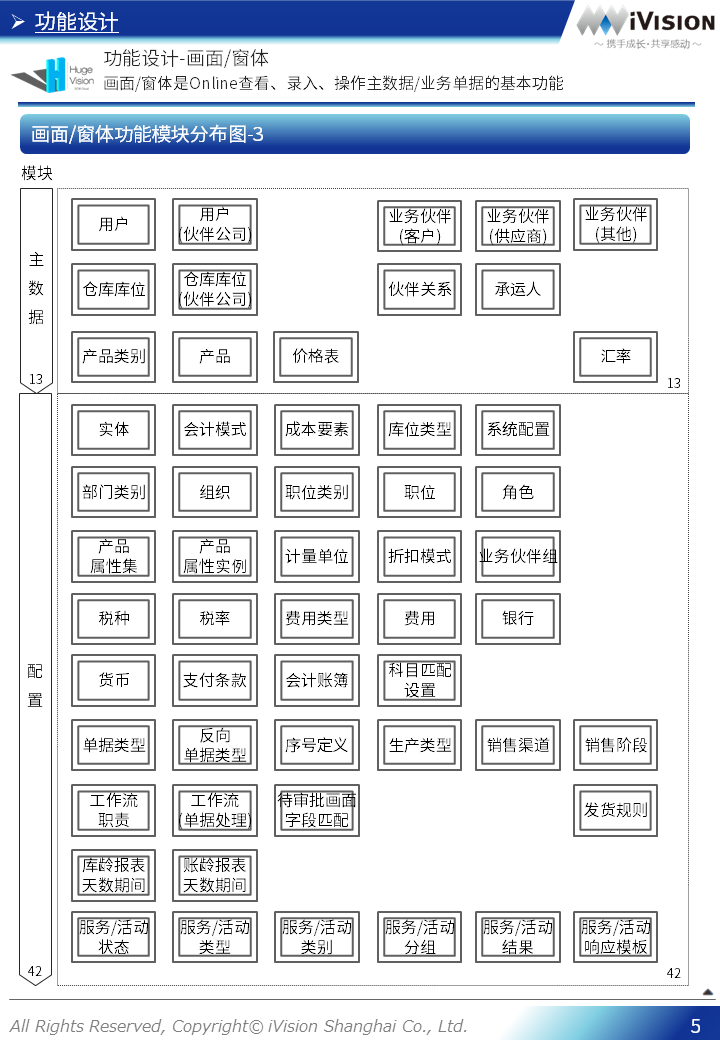 功能设计
iVISION
～携手成长·共享感动～
Huge
Vision
功能设计-画面/窗体
画面/窗体是Online查看、录入、操作主数据/业务单据的基本功能
画面/窗体功能模块分布图-3
模块
主
数
据
13
用户
用户
(伙伴公司)
业务伙伴
(客户)
业务伙伴
(供应商)
业务伙伴
(其他)
仓库库位
仓库库位
(伙伴公司)
伙伴关系
承运人
产品类别
产品
价格表
汇率
13
配
置
42
实体
会计模式
成本要素
库位类型
系统配置
部门类别
组织
职位类别
职位
角色
产品
属性集
产品
属性实例
计量单位
折扣模式
业务伙伴组
税种
税率
费用类型
费用
银行
货币
支付条款
会计账簿
科目匹配
设置
单据类型
反向
单据类型
序号定义
生产类型
销售渠道
销售阶段
工作流
职责
工作流
(单据处理)
待审批画面
字段匹配
发货规则
库龄报表
天数期间
账龄报表
天数期间
服务/活动
状态
服务/活动
类型
服务/活动
类别
服务/活动
分组
服务/活动
结果
服务/活动
响应模板
42
All Rights Reserved, Copyright© iVision Shanghai Co., Ltd.
5